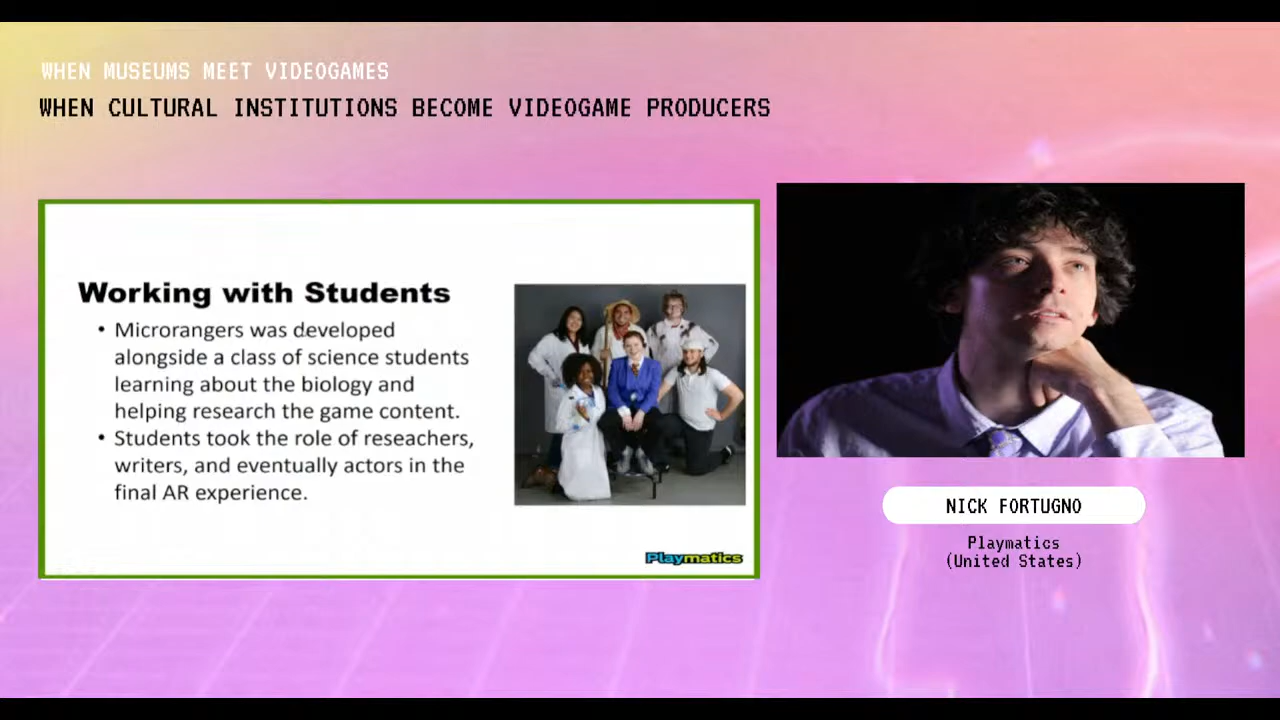 WHEN MUSEUMS MEET VIDEOGAMES
WHEN CULTURAL INSTITUTIONS BECOME VIDEOGAME PRODUCERS
Working with Students
• Microrangers was developed
alongside a class of science students
learning about the biology and
helping research the game content.
• Students took the role of reseachers,
writers, and eventually actors in the
final AR experience.
Playmatics
NICK FORTUGNO
Playmatics
(United States)